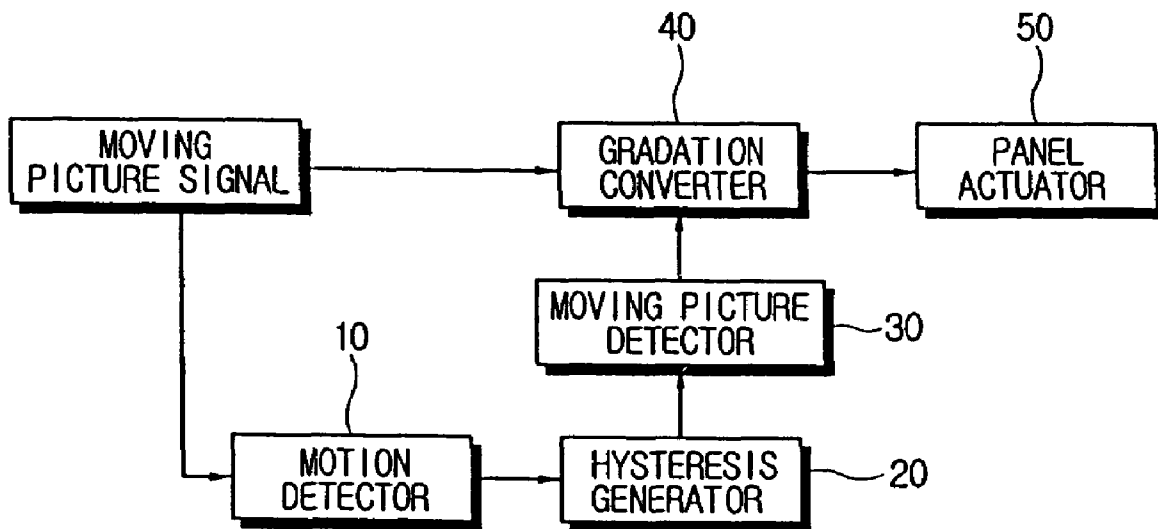 40
50
MOVING
PICTURE SIGNAL
GRADATION
CONVERTER
PANEL
ACTUATOR
MOVING PICTURE
DETECTOR
30
10
MOTION
DETECTOR
HYSTERESIS
GENERATOR
20